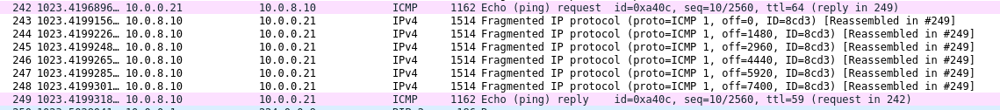 242 1023.4196896… 10.0.0.21 10.0.8.10 ICMP 1162 Echo (ping) request id=0xa40c, seq=10/2560, ttl=64 (reply in 249)
243 1023.4199156… 10.0.8.10 10.0.0.21 IPv4 1514 Fragmented IP protocol (proto=ICMP 1, off=0, ID=8cd3) [Reassembled in #249]
244 1023.4199226… 10.0.8.10 10.0.0.21 IPv4 1514 Fragmented IP protocol (proto=ICMP 1, off=1480, ID=8cd3) [Reassembled in #249]
245 1023.4199248… 10.0.8.10 10.0.0.21 IPv4 1514 Fragmented IP protocol (proto=ICMP 1, off=2960, ID=8cd3) [Reassembled in #249]
246 1023.4199265… 10.0.8.10 10.0.0.21 IPv4 1514 Fragmented IP protocol (proto=ICMP 1, off=4440, ID=8cd3) [Reassembled in #249]
247 1023.4199285… 10.0.8.10 10.0.0.21 IPv4 1514 Fragmented IP protocol (proto=ICMP 1, off=5920, ID=8cd3) [Reassembled in #249]
248 1023.4199301… 10.0.8.10 10.0.0.21 IPv4 1514 Fragmented IP protocol (proto=ICMP 1, off=7400, ID=8cd3) [Reassembled in #249]
249 1023.4199318… 10.0.8.10 10.0.0.21 ICMP 1162 Echo (ping) reply id=0xa40c, seq=10/2560, ttl=59 (request in 242)